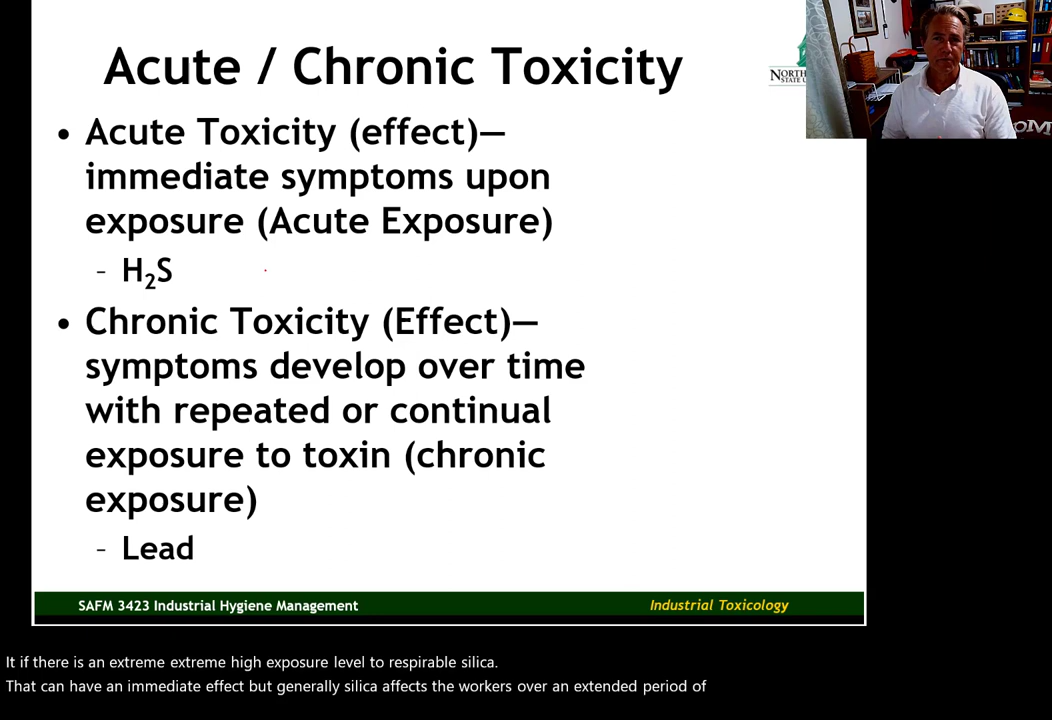 Acute / Chronic Toxicity
NORTH
STATE U
• Acute Toxicity (effect)—
immediate symptoms upon
exposure (Acute Exposure)
– H₂S
• Chronic Toxicity (Effect)—
symptoms develop over time
with repeated or continual
exposure to toxin (chronic
exposure)
– Lead
SAFM 3423 Industrial Hygiene Management
Industrial Toxicology
It if there is an extreme extreme high exposure level to respirable silica.
That can have an immediate effect but generally silica affects the workers over an extended period of